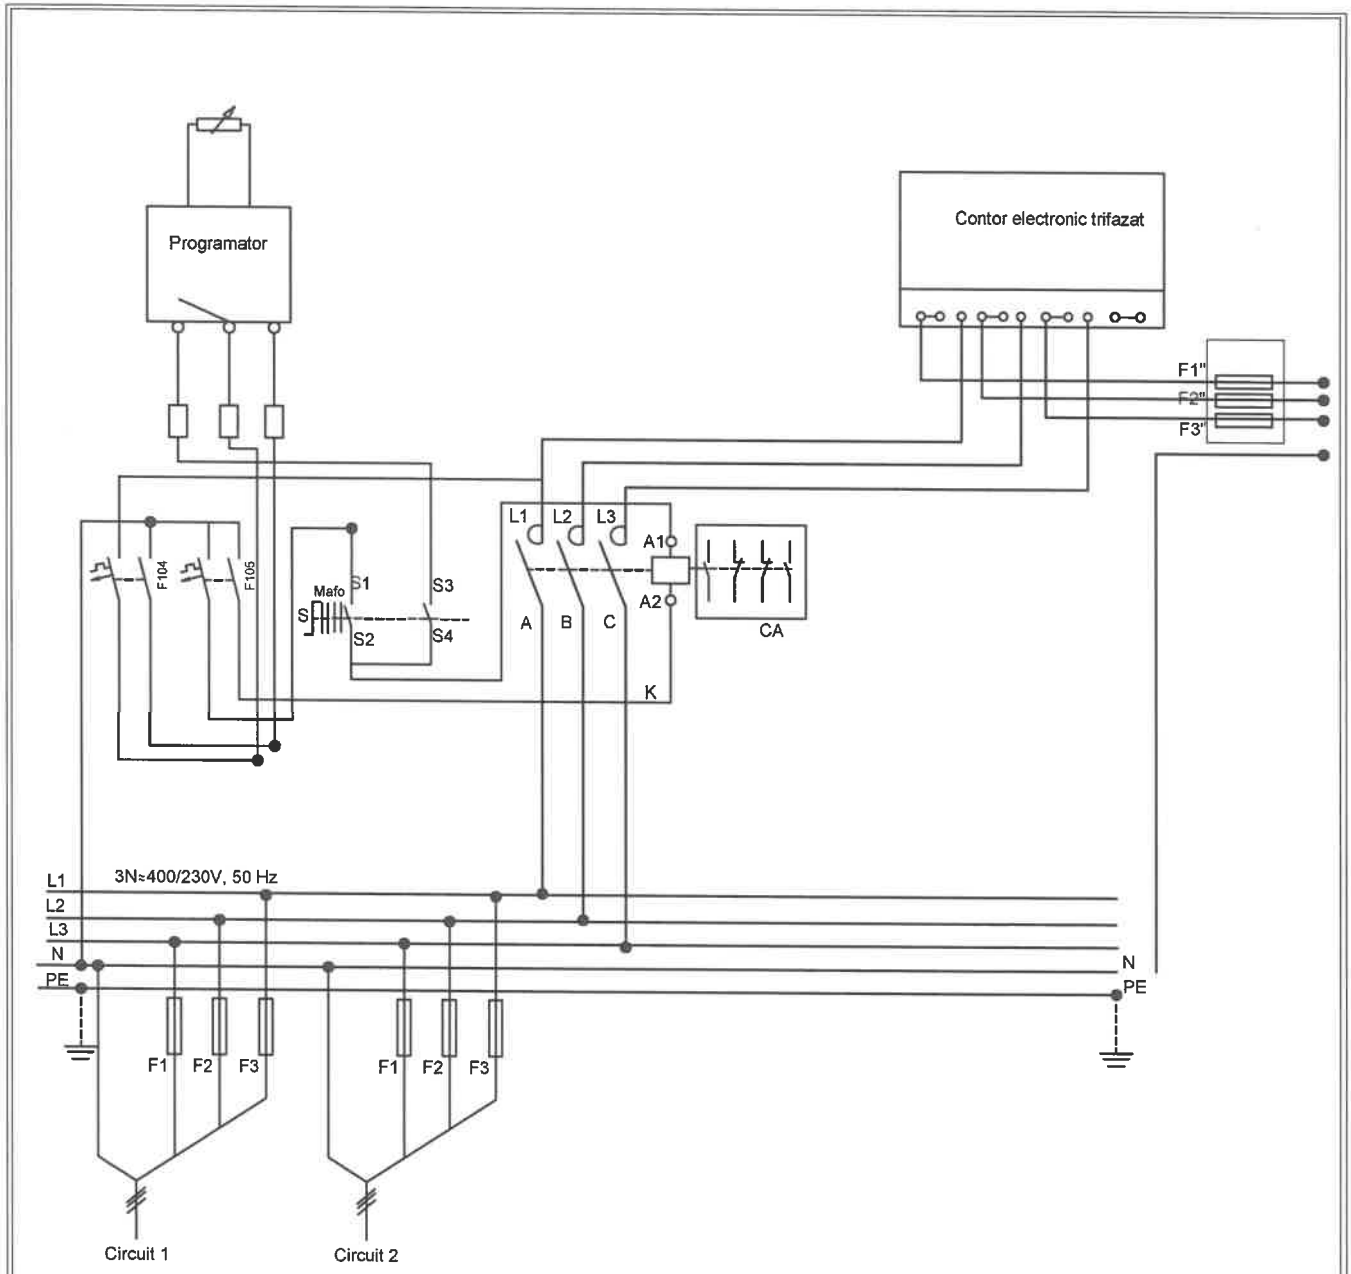 Programator
Contor electronic trifazat
F1"
F2"
F3"
L1 L2 L3
A1
F104
F105
S1
S3
Mafo
S
S2
S4
A B C
A2
CA
K
L1 3N≈400/230V, 50 Hz
L2
L3
N
N
PE
PE
F1 F2 F3
F1 F2 F3
Circuit 1
Circuit 2